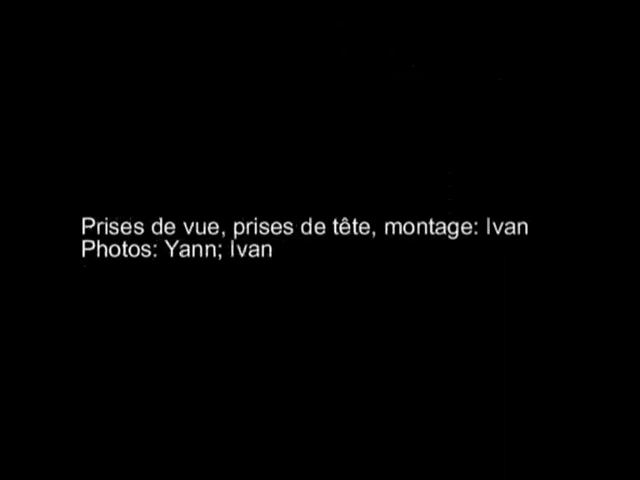 Prises de vue, prises de tête, montage: Ivan
Photos: Yann; Ivan